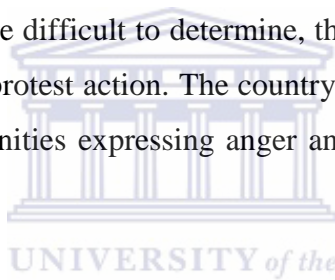 e difficult to determine, th
protest action. The country
nities expressing anger an
UNIVERSITY of the